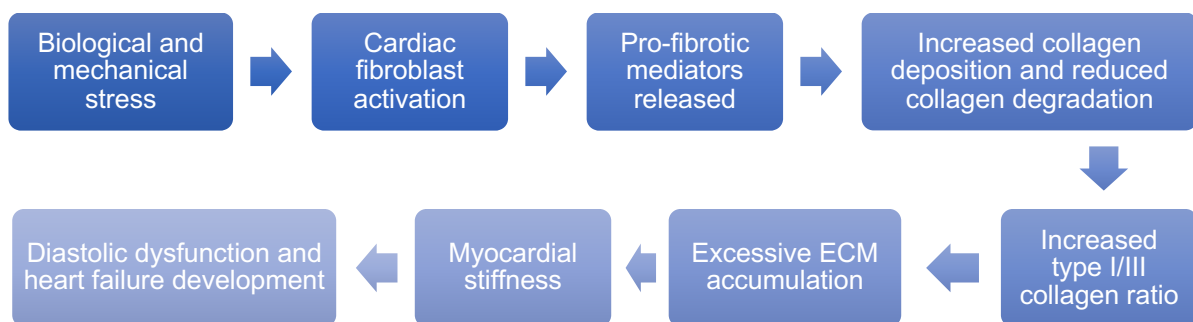 Biological and
mechanical
stress
Cardiac
fibroblast
activation
Pro-fibrotic
mediators
released
Increased collagen
deposition and reduced
collagen degradation
Increased
type I/III
collagen ratio
Excessive ECM
accumulation
Myocardial
stiffness
Diastolic dysfunction and
heart failure development